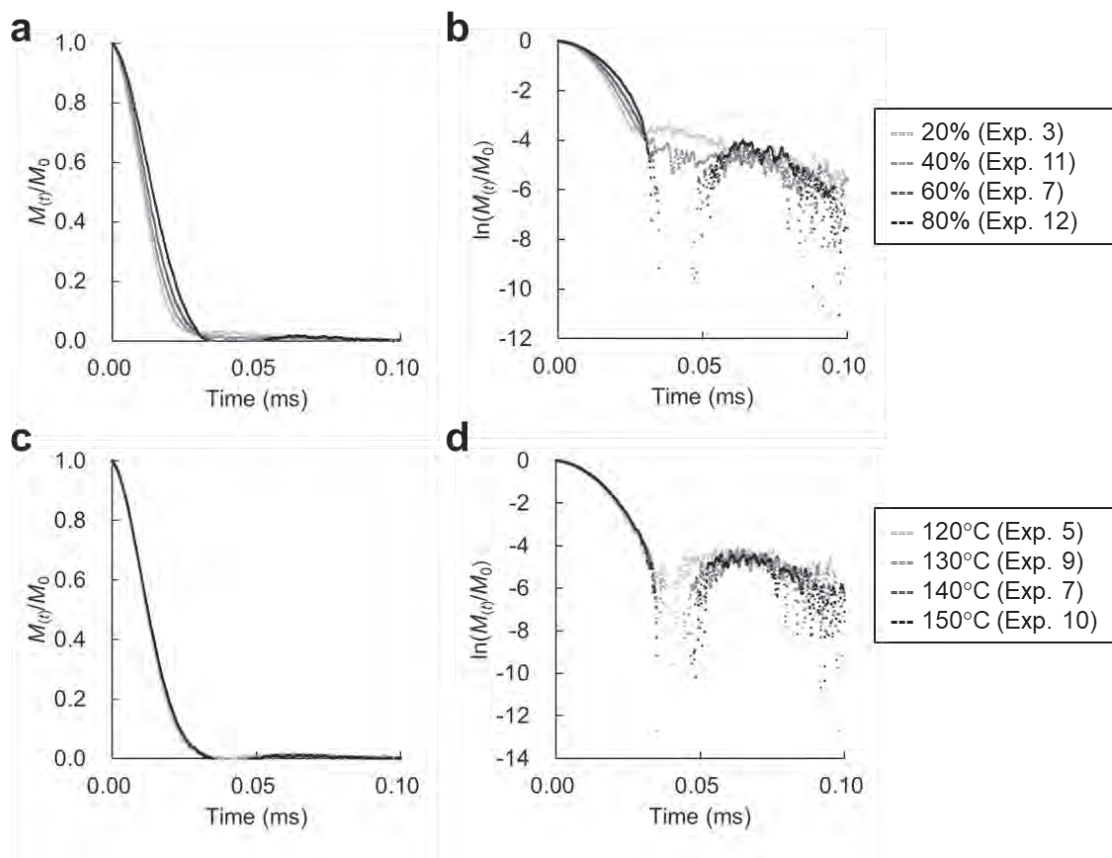 a
1.0
0.8
0.6
0.4
0.2
0.0
M(t)/M0
0.00
0.05
0.10
Time (ms)
b
0
-2
-4
-6
-8
-10
-12
ln(M(t)/M0)
0.00
0.05
0.10
Time (ms)
20% (Exp. 3)
40% (Exp. 11)
60% (Exp. 7)
80% (Exp. 12)
c
1.0
0.8
0.6
0.4
0.2
0.0
M(t)/M0
0.00
0.05
0.10
Time (ms)
d
0
-2
-4
-6
-8
-10
-12
-14
ln(M(t)/M0)
0.00
0.05
0.10
Time (ms)
120°C (Exp. 5)
130°C (Exp. 9)
140°C (Exp. 7)
150°C (Exp. 10)